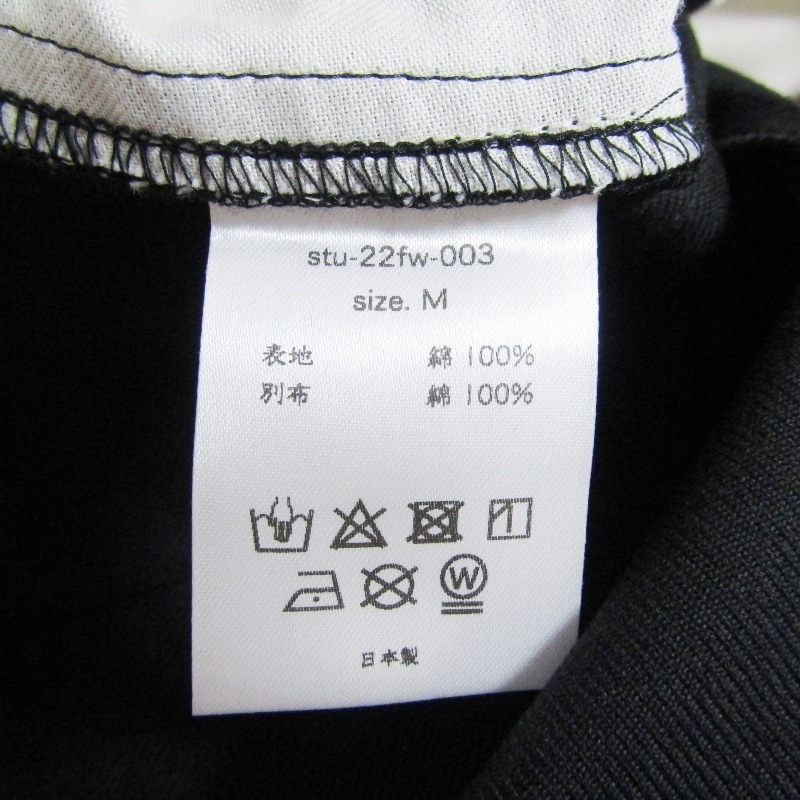 stu-22fw-003
size. M
表地 綿 100%
別布 綿 100%
W
日本製